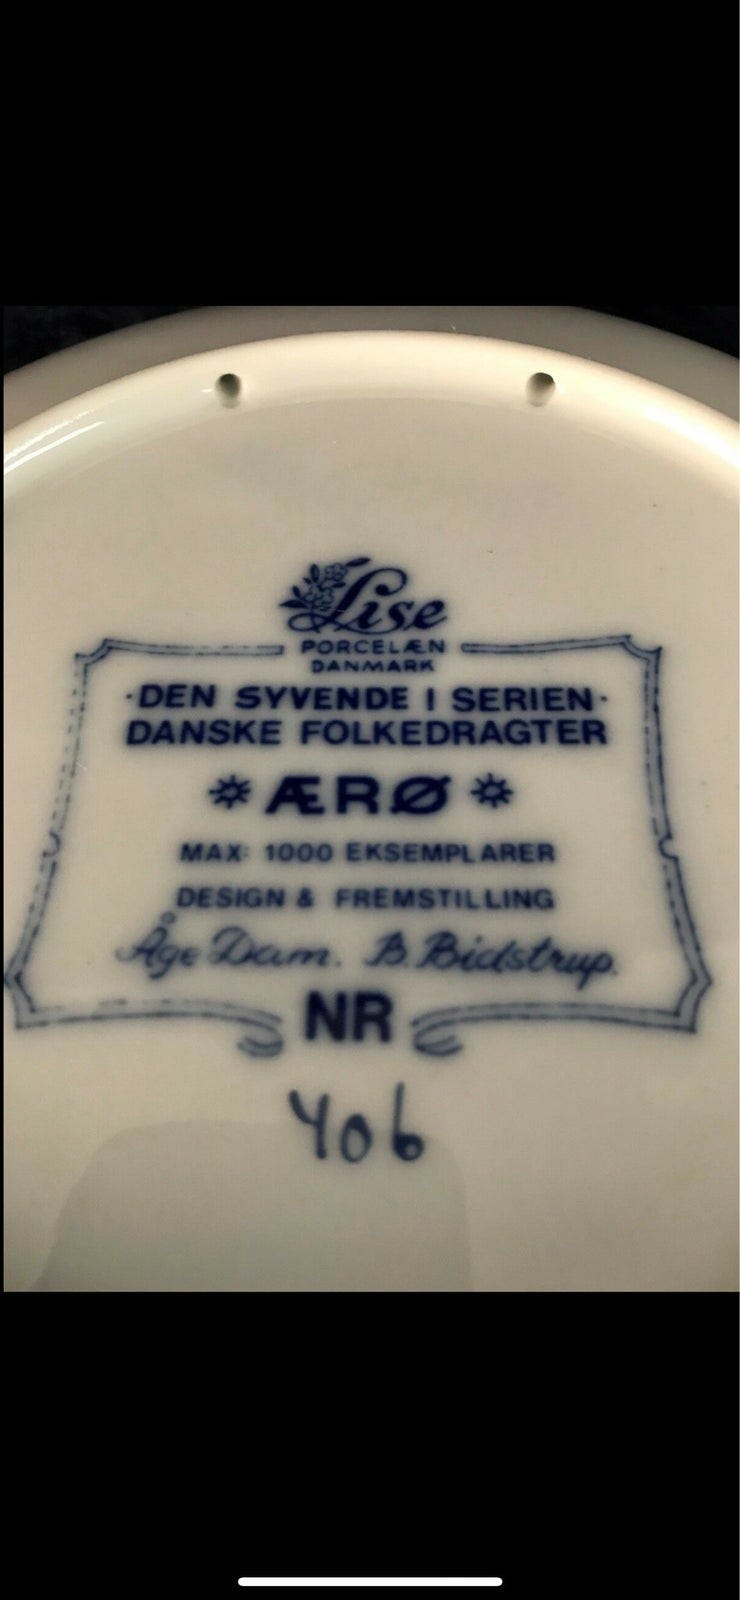 Lise
PORCELÆN
DANMARK
·DEN SYVENDE I SERIEN·
DANSKE FOLKEDRAGTER
ÆRØ
MAX: 1000 EKSEMPLARER
DESIGN & FREMSTILLING
Åge Dam. B. Bidstrup.
NR
406